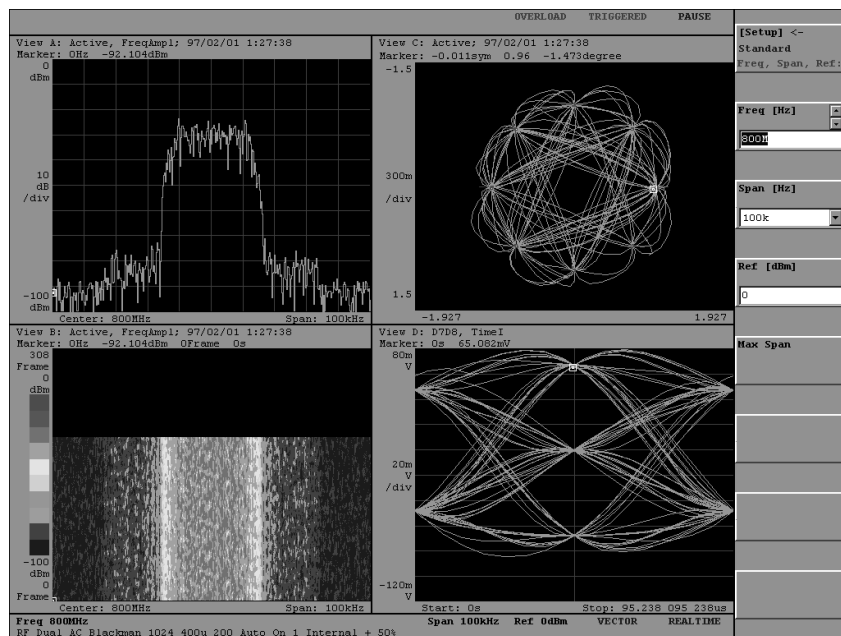 OVERLOAD TRIGGERED PAUSE
View A: Active, FreqAmpl; 97/02/01 1:27:38
Marker: 0Hz -92.104dBm
0
dBm
10
dB
/div
-100
dBm
Center: 800MHz Span: 100kHz
View C: Active; 97/02/01 1:27:38
Marker: -0.011sym 0.96 -1.473degree
-1.5
300m
/div
1.5
-1.927 1.927
View B: Active, FreqAmpl; 97/02/01 1:27:38
Marker: 0Hz -92.104dBm 0Frame 0s
308
Frame
0
dBm
-100
dBm
0
Frame
Center: 800MHz Span: 100kHz
View D: D7D8, TimeI
Marker: 0s 65.082mV
80m
V
20m
V
/div
-120m
V
Start: 0s Stop: 95.238 095 238us
[Setup] <-
Standard
Freq, Span, Ref:
Freq [Hz]
800M
Span [Hz]
100k
Ref [dBm]
0
Max Span
Freq 800MHz Span 100kHz Ref 0dBm VECTOR REALTIME
RF Dual AC Blackman 1024 400u 200 Auto On 1 Internal + 50%